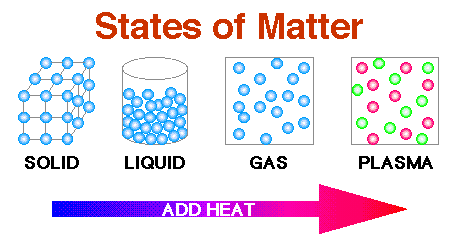 States of Matter
SOLID LIQUID GAS PLASMA
ADD HEAT